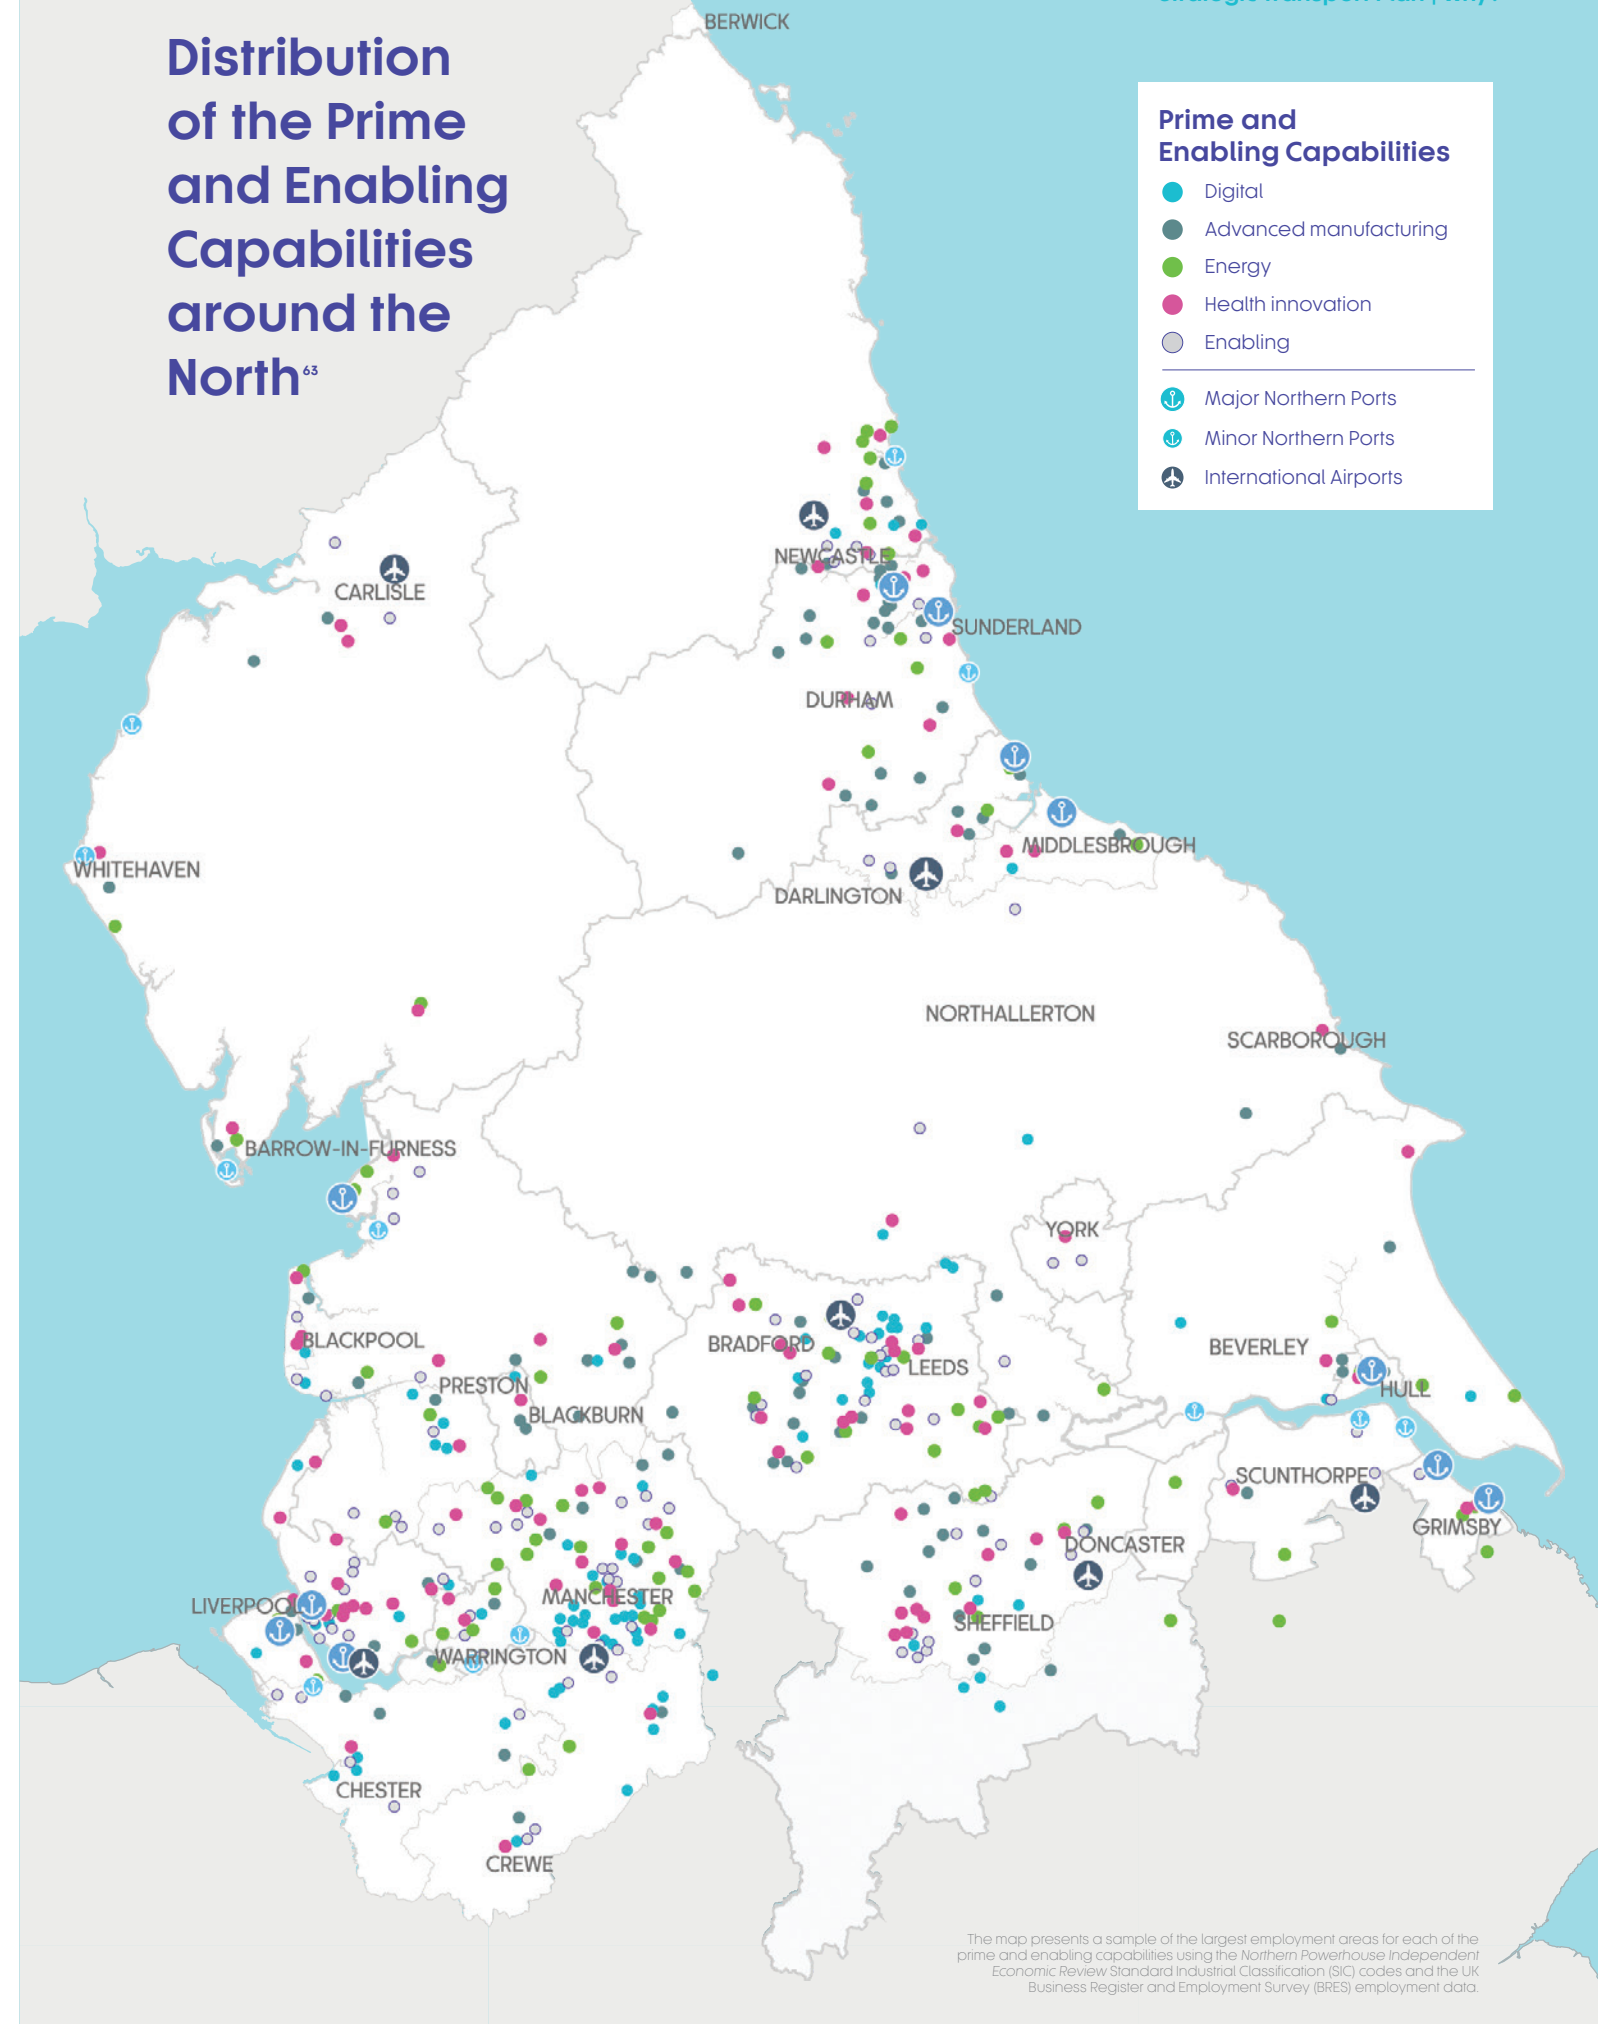 Distribution
of the Prime
and Enabling
Capabilities
around the
North63
Prime and
Enabling Capabilities
Digital
Advanced manufacturing
Energy
Health innovation
Enabling
Major Northern Ports
Minor Northern Ports
International Airports
BERWICK
NEWCASTLE
CARLISLE
SUNDERLAND
DURHAM
MIDDLESBROUGH
WHITEHAVEN
DARLINGTON
NORTHALLERTON
SCARBOROUGH
BARROW-IN-FURNESS
YORK
BLACKPOOL
BRADFORD
BEVERLEY
LEEDS
PRESTON
HULL
BLACKBURN
SCUNTHORPE
GRIMSBY
DONCASTER
MANCHESTER
LIVERPOOL
SHEFFIELD
WARRINGTON
CHESTER
CREWE
The map presents a sample of the largest employment areas for each of the
prime and enabling capabilities using the Northern Powerhouse Independent
Economic Review Standard Industrial Classification (SIC) codes and the UK
Business Register and Employment Survey (BRES) employment data.